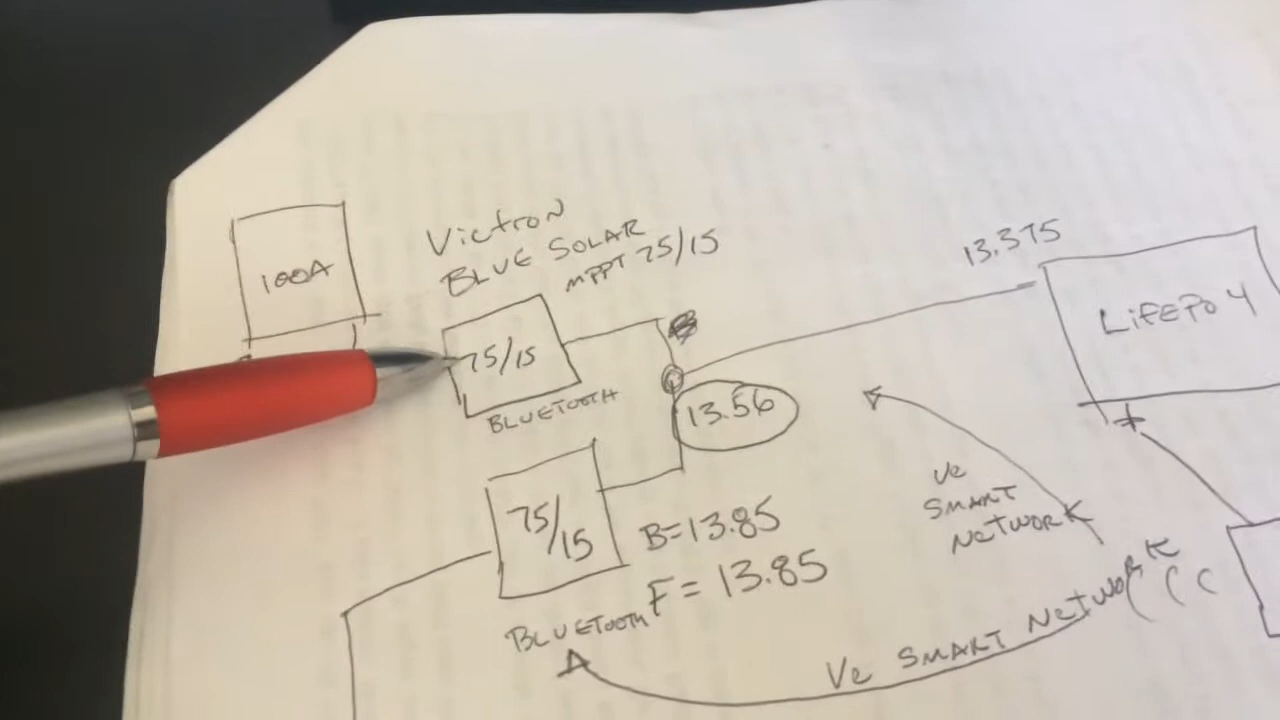 100A
Victron
BLUE SOLAR
MPPT 75/15
75/15
BLUETOOTH
13.56
13.375
LiFEPO4
+
75/15
BLUETOOTH
B=13.85
F=13.85
Ve
SMART
NETWORK
Ve SMART NETWORK